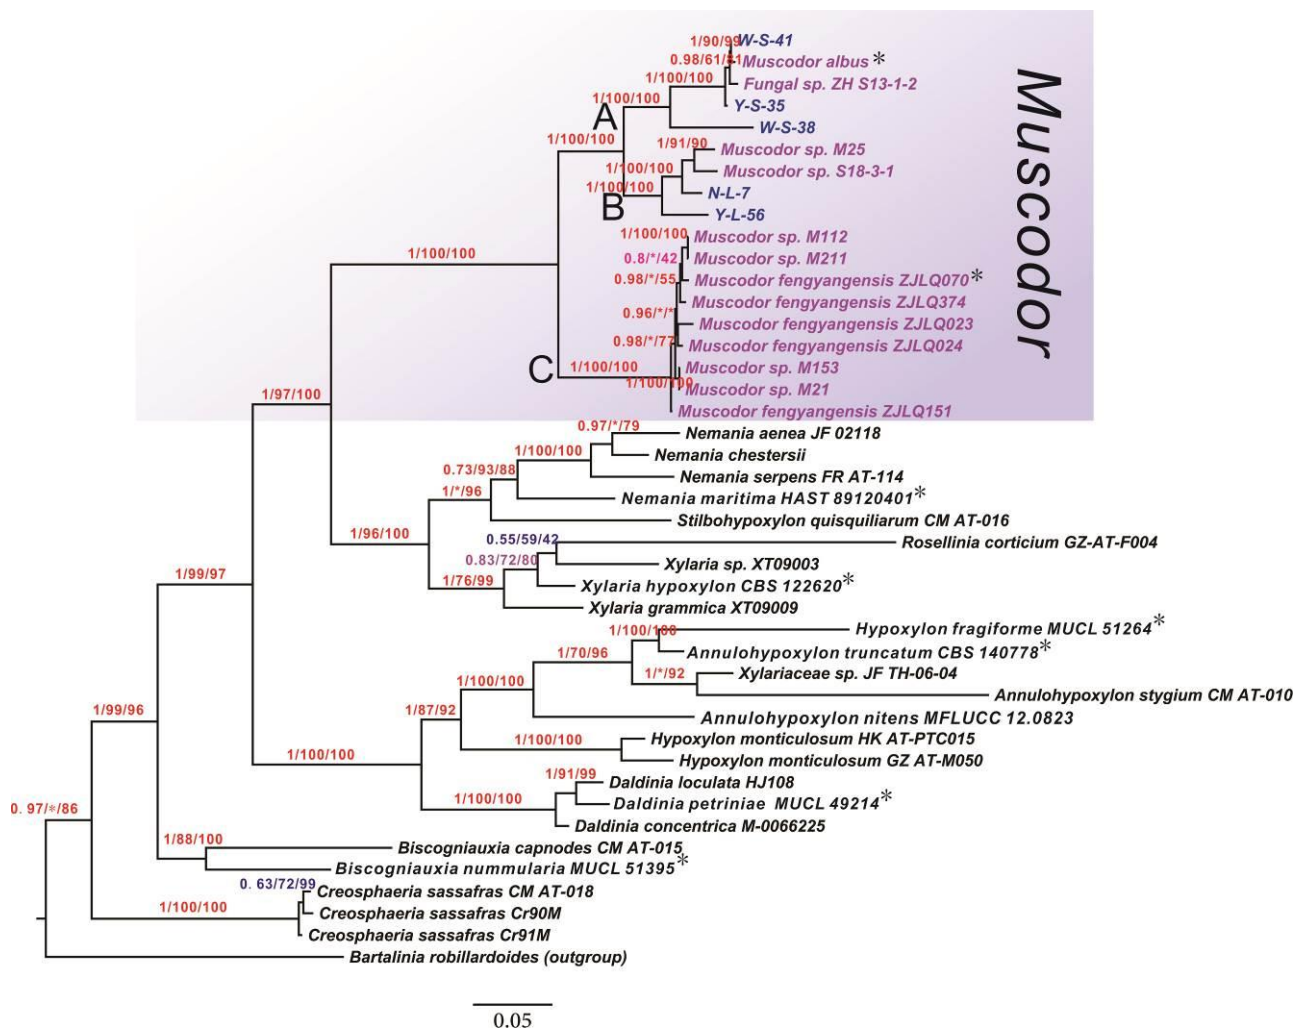 1/90/99 W-S-41
0.98/61/81 Muscodor albus *
1/100/100 Fungal sp. ZH S13-1-2
1/100/100 Y-S-35
A
W-S-38
1/100/100
1/91/90 Muscodor sp. M25
1/100/100 Muscodor sp. S18-3-1
1/100/100 N-L-7
B
Y-L-56
Muscodor
1/100/100 Muscodor sp. M112
0.8/*/42 Muscodor sp. M211
0.98/*/55 Muscodor fengyangensis ZJLQ070 *
Muscodor fengyangensis ZJLQ374
0.96/*/* Muscodor fengyangensis ZJLQ023
0.98/*/77 Muscodor fengyangensis ZJLQ024
C
1/100/100 Muscodor sp. M153
1/100/100 Muscodor sp. M21
Muscodor fengyangensis ZJLQ151
1/100/100
1/97/100
0.97/*/79 Nemania aenea JF 02118
1/100/100 Nemania chestersii
0.73/93/88 Nemania serpens FR AT-114
1/*/96 Nemania maritima HAST 89120401 *
Stilbohypoxylon quisquiliarum CM AT-016
1/96/100
0.55/59/42 Rosellinia corticium GZ-AT-F004
0.83/72/80 Xylaria sp. XT09003
1/76/99 Xylaria hypoxylon CBS 122620 *
Xylaria grammica XT09009
1/99/97
1/100/100 Hypoxylon fragiforme MUCL 51264 *
1/70/96 Annulohypoxylon truncatum CBS 140778 *
1/*/92 Xylariaceae sp. JF TH-06-04
1/100/100 Annulohypoxylon stygium CM AT-010
1/87/92 Annulohypoxylon nitens MFLUCC 12.0823
1/99/96
1/100/100 Hypoxylon monticulosum HK AT-PTC015
1/100/100 Hypoxylon monticulosum GZ AT-M050
1/91/99 Daldinia loculata HJ108
1/100/100 Daldinia petriniae MUCL 49214 *
Daldinia concentrica M-0066225
0. 97/*/86
1/88/100 Biscogniauxia capnodes CM AT-015
Biscogniauxia nummularia MUCL 51395 *
0. 63/72/99 Creosphaeria sassafras CM AT-018
1/100/100 Creosphaeria sassafras Cr90M
Creosphaeria sassafras Cr91M
Bartalinia robillardoides (outgroup)
0.05